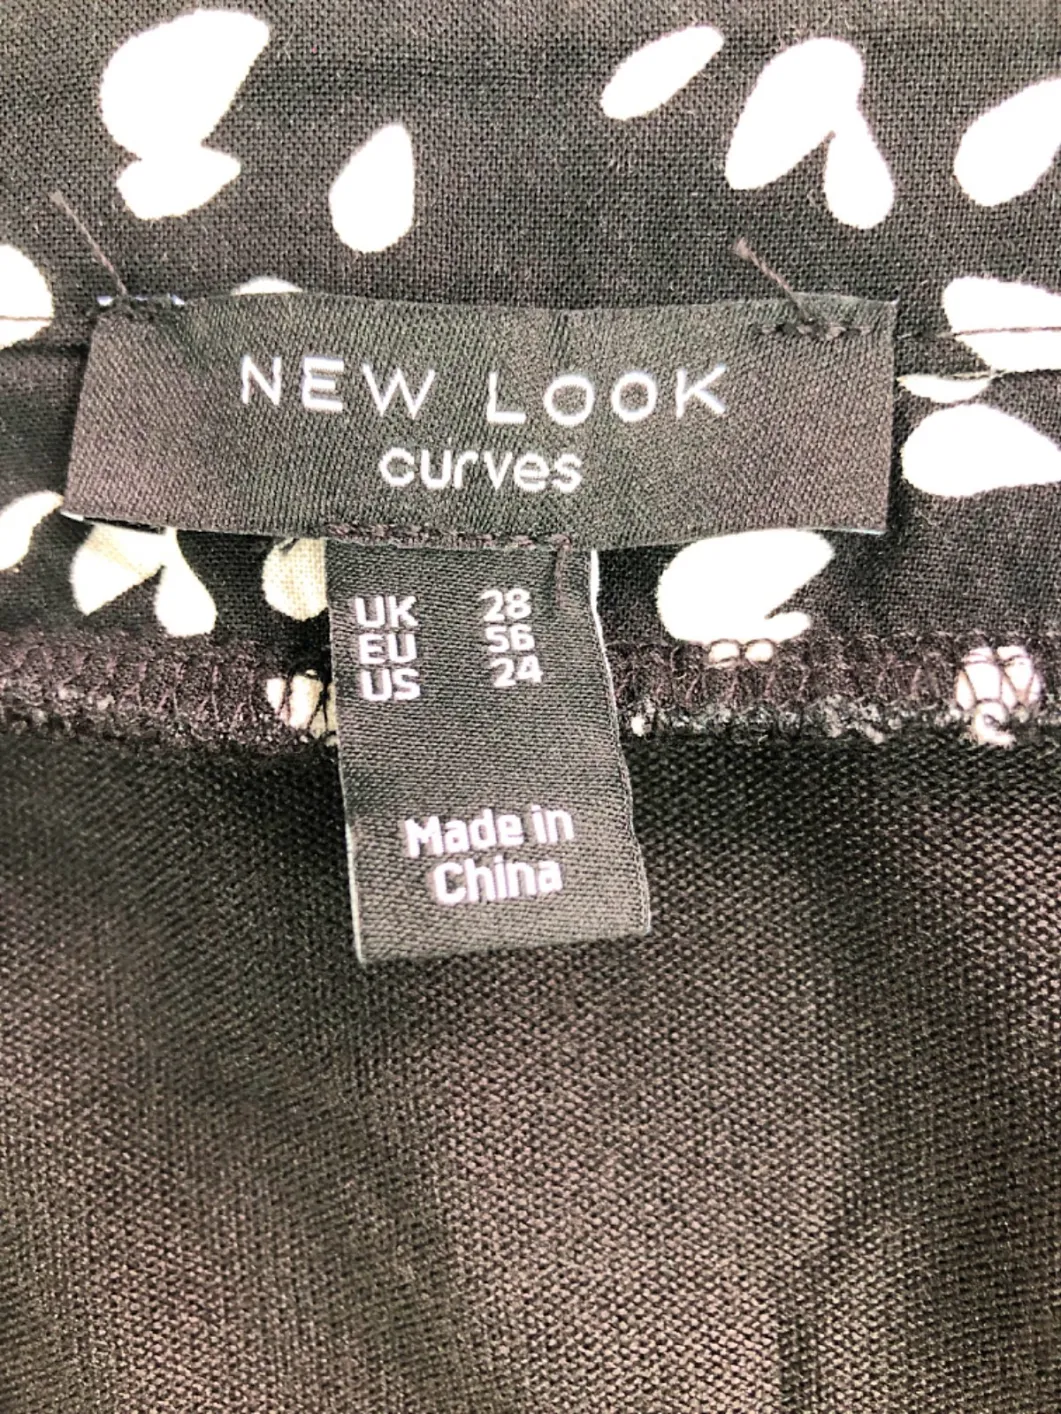 NEW LOOK
curves
UK 28
EU 56
US 24
Made in
China